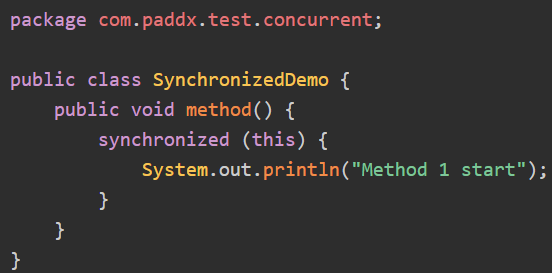 package com.paddx.test.concurrent;
public class SynchronizedDemo {
    public void method() {
        synchronized (this) {
            System.out.println("Method 1 start");
        }
    }
}